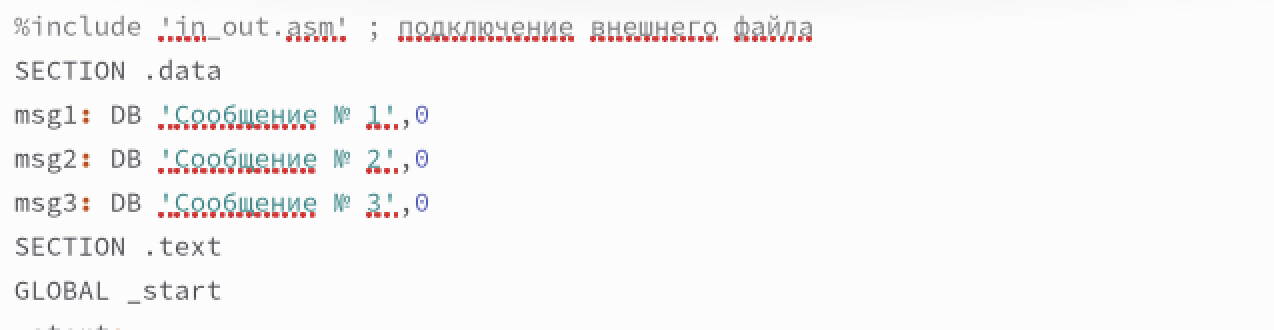 %include 'in_out.asm' ; подключение внешнего файла
SECTION .data
msg1: DB 'Сообщение № 1',0
msg2: DB 'Сообщение № 2',0
msg3: DB 'Сообщение № 3',0
SECTION .text
GLOBAL _start